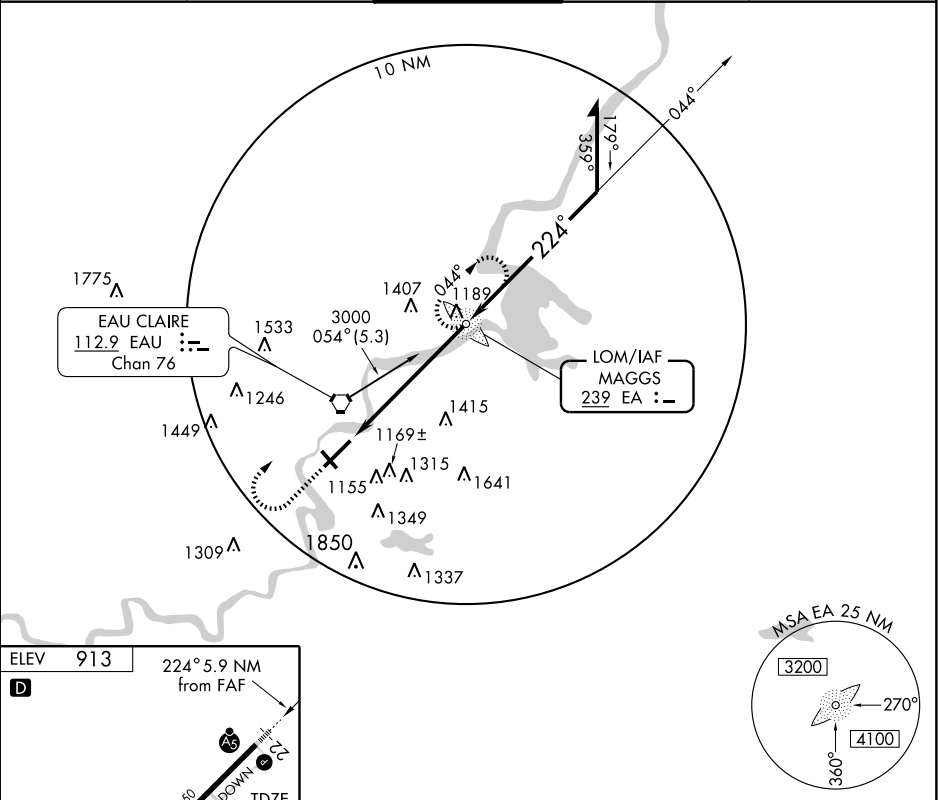 10 NM
044°
179°
359°
224°
044°
1775
1407
1189
EAU CLAIRE
112.9 EAU
Chan 76
1533
3000
054° (5.3)
LOM/IAF
MAGGS
239 EA
1246
1415
1449
1169±
1315
1155
1641
1349
1309
1850
1337
MSA EA 25 NM
3200
270°
4100
360°
ELEV 913
D
224° 5.9 NM
from FAF
A5
22
P
DOWN
50
TDZE